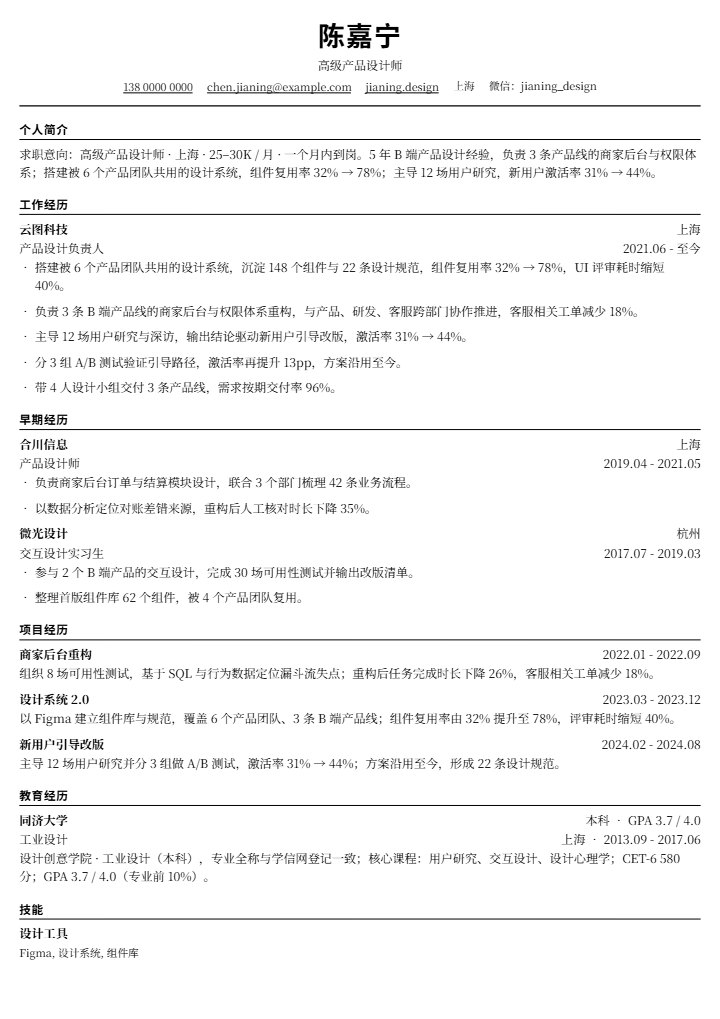 陈嘉宁
高级产品设计师
138 0000 0000 chen.jianing@example.com jianing.design 上海 微信：jianing_design
个人简介
求职意向：高级产品设计师 · 上海 · 25–30K / 月 · 一个月内到岗。5 年 B 端产品设计经验，负责 3 条产品线的商家后台与权限体
系；搭建被 6 个产品团队共用的设计系统，组件复用率 32% → 78%；主导 12 场用户研究，新用户激活率 31% → 44%。
工作经历
云图科技 上海
产品设计负责人 2021.06 - 至今
· 搭建被 6 个产品团队共用的设计系统，沉淀 148 个组件与 22 条设计规范，组件复用率 32% → 78%，UI 评审耗时缩短
40%。
· 负责 3 条 B 端产品线的商家后台与权限体系重构，与产品、研发、客服跨部门协作推进，客服相关工单减少 18%。
· 主导 12 场用户研究与深访，输出结论驱动新用户引导改版，激活率 31% → 44%。
· 分 3 组 A/B 测试验证引导路径，激活率再提升 13pp，方案沿用至今。
· 带 4 人设计小组交付 3 条产品线，需求按期交付率 96%。
早期经历
合川信息 上海
产品设计师 2019.04 - 2021.05
· 负责商家后台订单与结算模块设计，联合 3 个部门梳理 42 条业务流程。
· 以数据分析定位对账差错来源，重构后人工核对时长下降 35%。
微光设计 杭州
交互设计实习生 2017.07 - 2019.03
· 参与 2 个 B 端产品的交互设计，完成 30 场可用性测试并输出改版清单。
· 整理首版组件库 62 个组件，被 4 个产品团队复用。
项目经历
商家后台重构 2022.01 - 2022.09
组织 8 场可用性测试，基于 SQL 与行为数据定位漏斗流失点；重构后任务完成时长下降 26%，客服相关工单减少 18%。
设计系统 2.0 2023.03 - 2023.12
以 Figma 建立组件库与规范，覆盖 6 个产品团队、3 条 B 端产品线；组件复用率由 32% 提升至 78%，评审耗时缩短 40%。
新用户引导改版 2024.02 - 2024.08
主导 12 场用户研究并分 3 组做 A/B 测试，激活率 31% → 44%；方案沿用至今，形成 22 条设计规范。
教育经历
同济大学 本科 · GPA 3.7 / 4.0
工业设计 上海 · 2013.09 - 2017.06
设计创意学院 · 工业设计（本科），专业全称与学信网登记一致；核心课程：用户研究、交互设计、设计心理学；CET-6 580
分；GPA 3.7 / 4.0（专业前 10%）。
技能
设计工具
Figma, 设计系统, 组件库